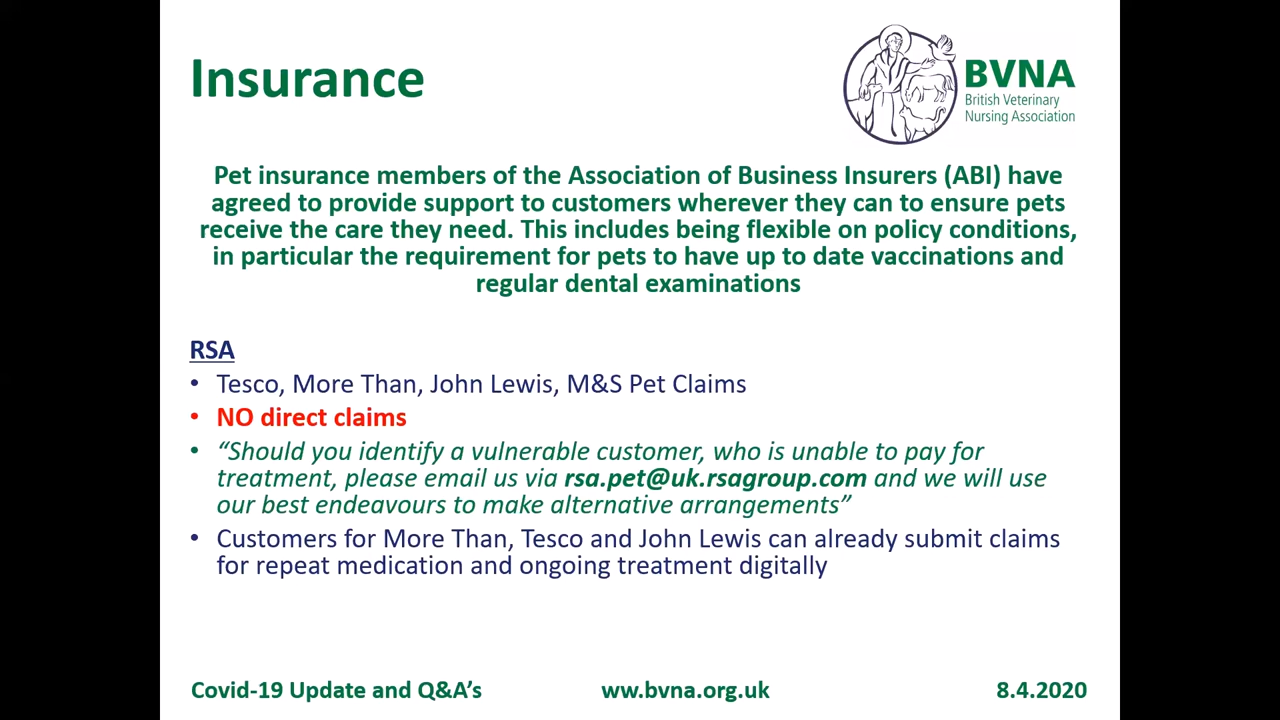 Insurance
BVNA
British Veterinary
Nursing Association
Pet insurance members of the Association of Business Insurers (ABI) have
agreed to provide support to customers wherever they can to ensure pets
receive the care they need. This includes being flexible on policy conditions,
in particular the requirement for pets to have up to date vaccinations and
regular dental examinations
RSA
• Tesco, More Than, John Lewis, M&S Pet Claims
• NO direct claims
• “Should you identify a vulnerable customer, who is unable to pay for
treatment, please email us via rsa.pet@uk.rsagroup.com and we will use
our best endeavours to make alternative arrangements”
• Customers for More Than, Tesco and John Lewis can already submit claims
for repeat medication and ongoing treatment digitally
Covid-19 Update and Q&A’s
ww.bvna.org.uk
8.4.2020